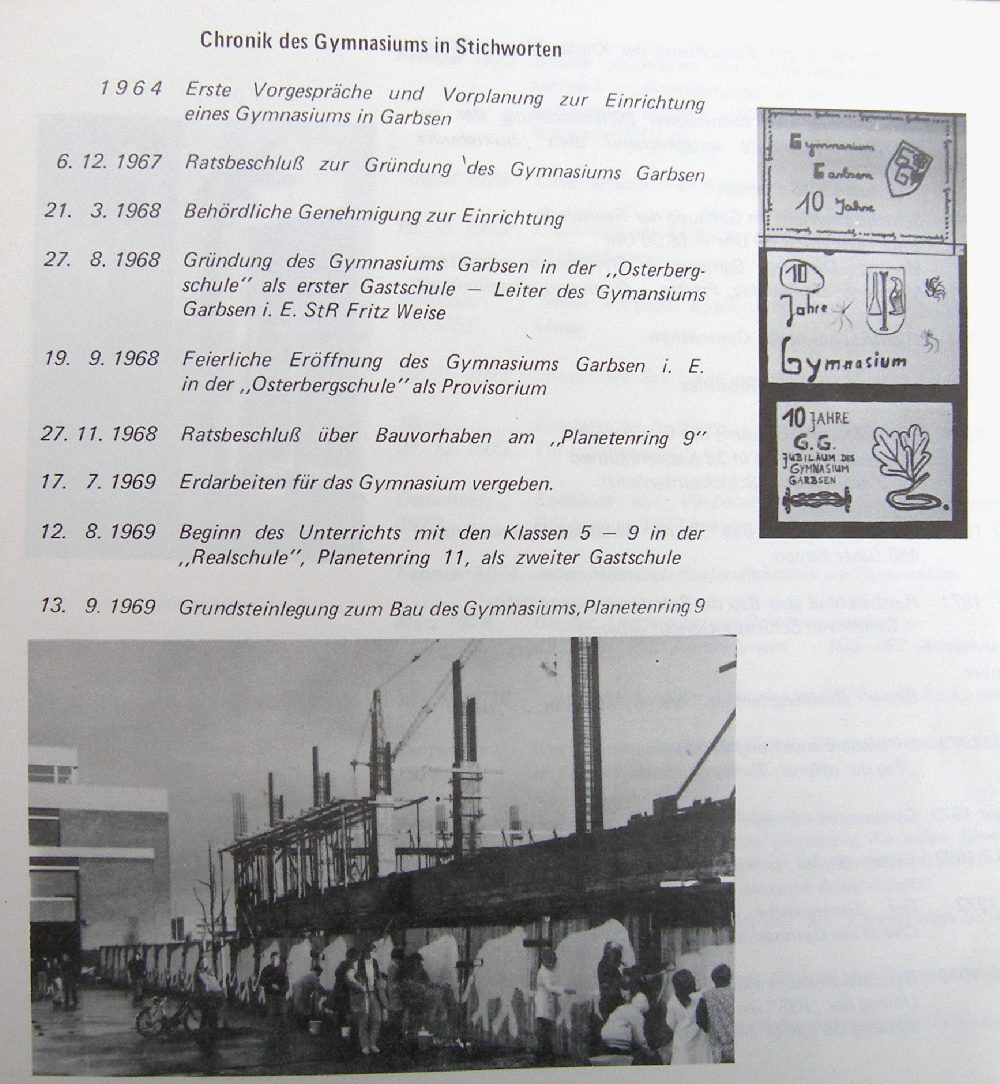 Chronik des Gymnasiums in Stichworten
1964 Erste Vorgespräche und Vorplanung zur Einrichtung
eines Gymnasiums in Garbsen
6. 12. 1967 Ratsbeschluß zur Gründung des Gymnasiums Garbsen
21. 3. 1968 Behördliche Genehmigung zur Einrichtung
27. 8. 1968 Gründung des Gymnasiums Garbsen in der „Osterberg-
schule" als erster Gastschule – Leiter des Gymansiums
Garbsen i. E. StR Fritz Weise
19. 9. 1968 Feierliche Eröffnung des Gymnasiums Garbsen i. E.
in der „Osterbergschule" als Provisorium
27. 11. 1968 Ratsbeschluß über Bauvorhaben am „Planetenring 9"
17. 7. 1969 Erdarbeiten für das Gymnasium vergeben.
12. 8. 1969 Beginn des Unterrichts mit den Klassen 5 – 9 in der
„Realschule", Planetenring 11, als zweiter Gastschule
13. 9. 1969 Grundsteinlegung zum Bau des Gymnasiums, Planetenring 9
Gymnasium
Garbsen
10 Jahre
10
Jahre
Gymnasium
10 JAHRE
G.G.
JUBILÄUM DES
GYMNASIUM
GARBSEN